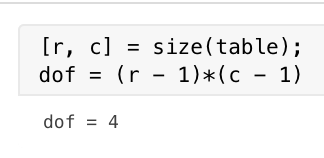 [r, c] = size(table);
dof = (r - 1)*(c - 1)
dof = 4